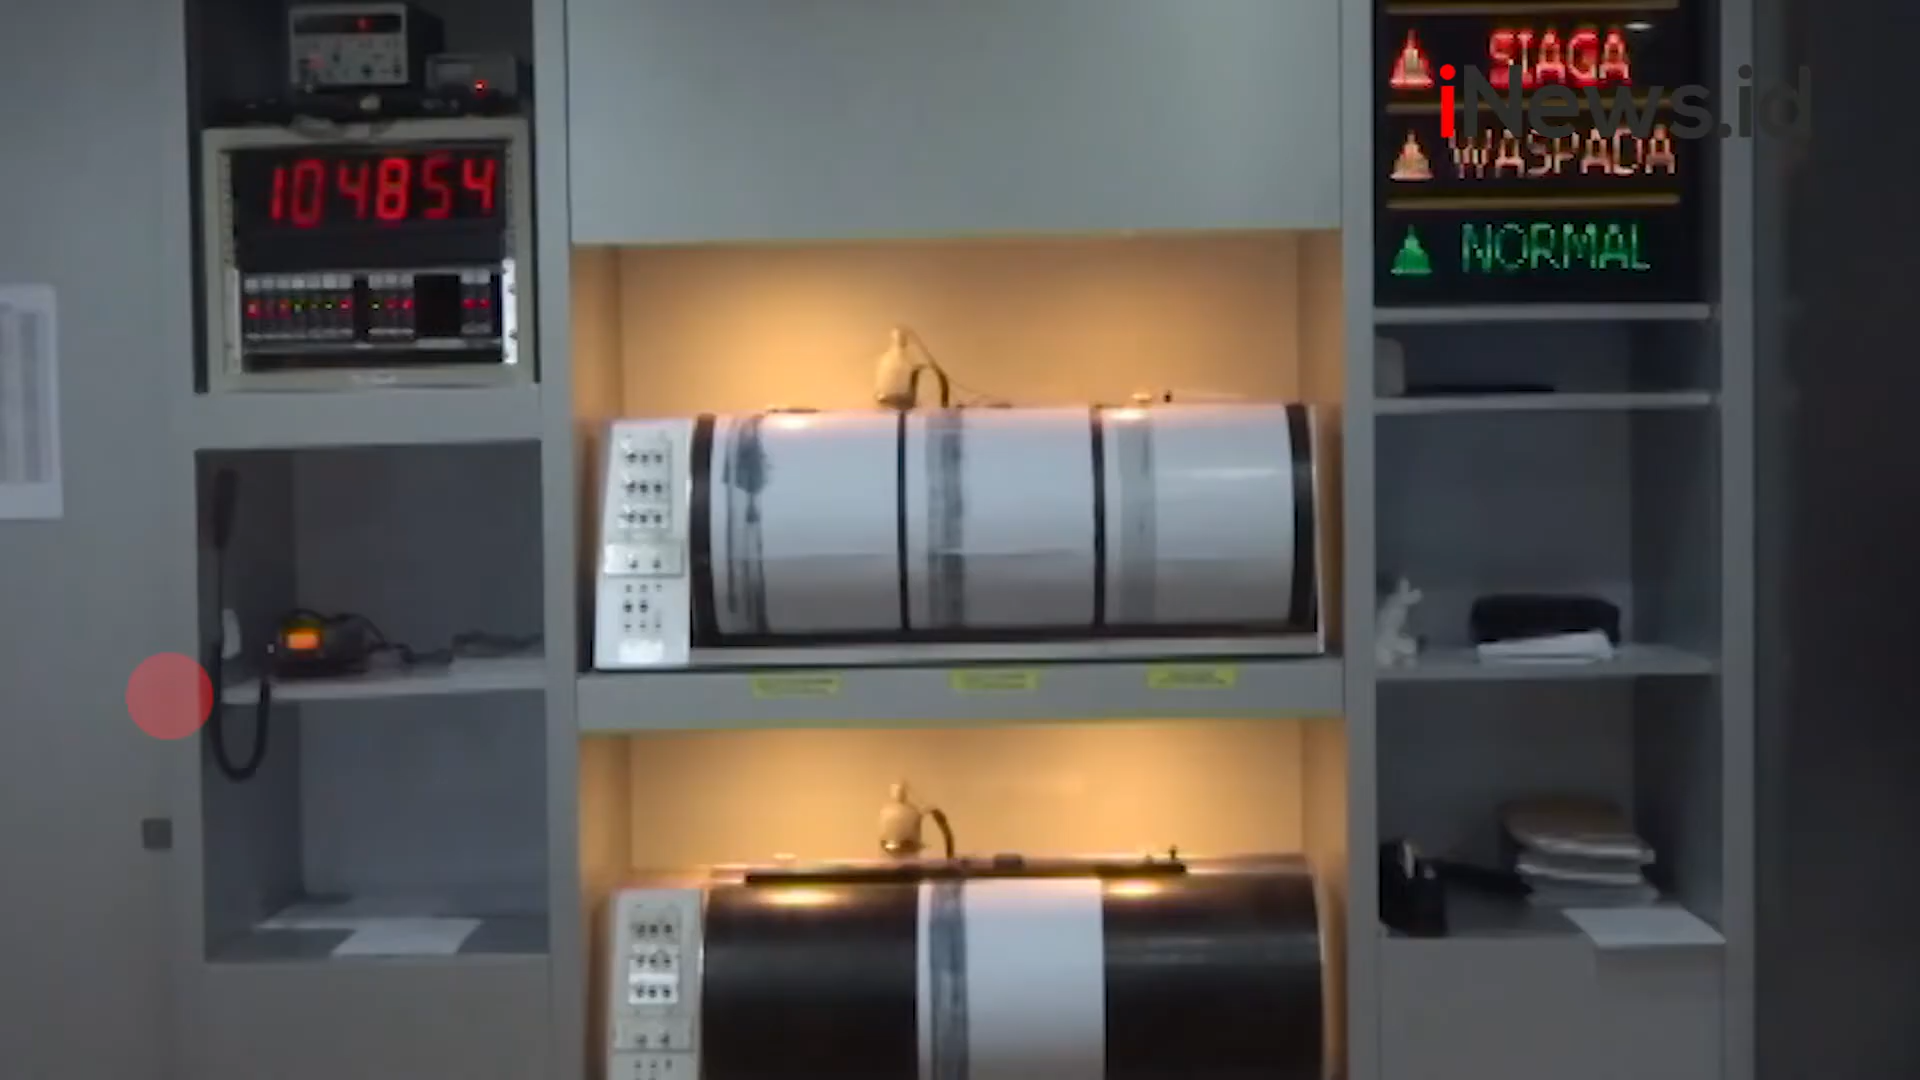 104854
SIAGA
iNews.id
WASPADA
NORMAL